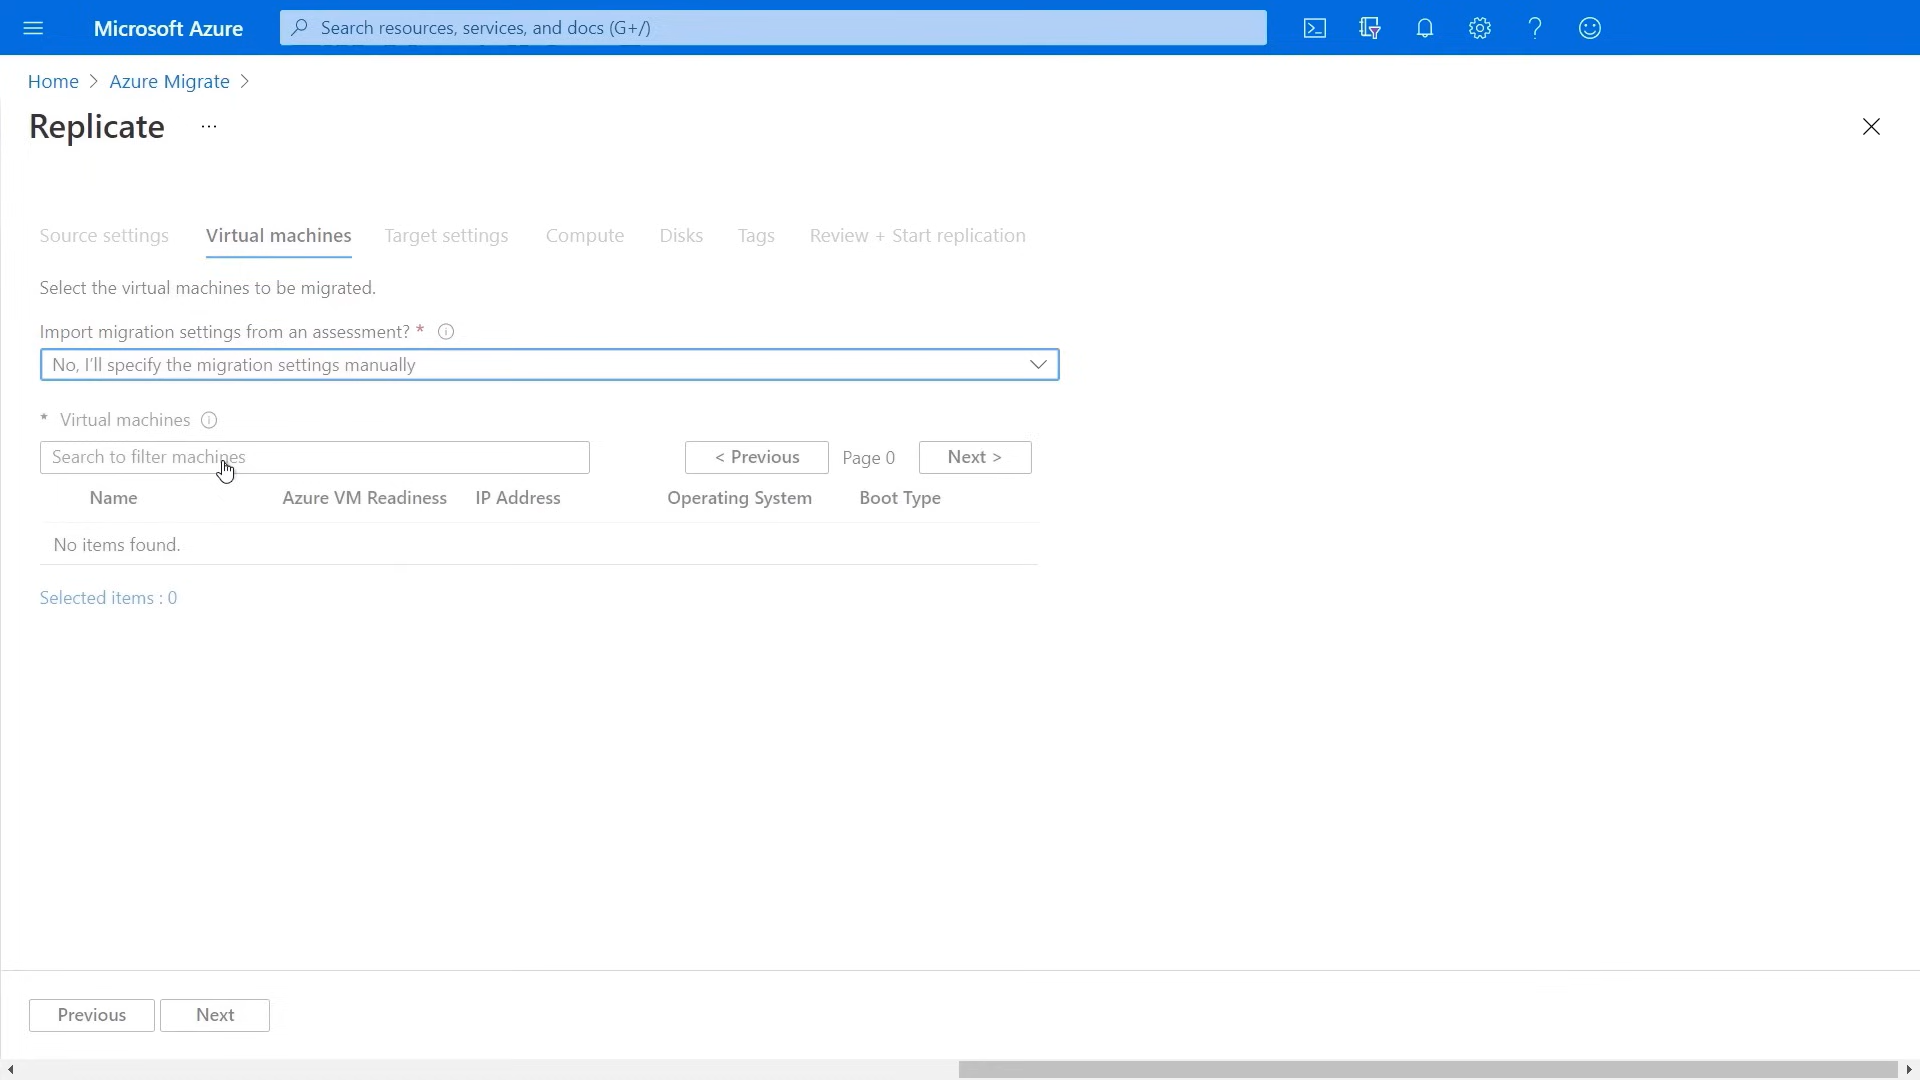 Microsoft Azure
Search resources, services, and docs (G+/)
Home > Azure Migrate >
Replicate ...
Source settings Virtual machines Target settings Compute Disks Tags Review + Start replication
Select the virtual machines to be migrated.
Import migration settings from an assessment? *
No, I'll specify the migration settings manually
* Virtual machines
Search to filter machines < Previous Page 0 Next >
Name Azure VM Readiness IP Address Operating System Boot Type
No items found.
Selected items : 0
Previous Next